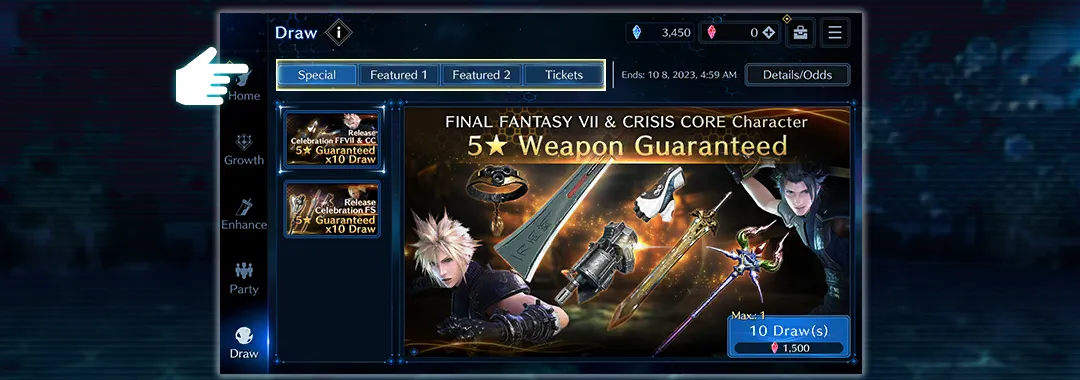 Draw
i
3,450
0
Special
Featured 1
Featured 2
Tickets
Ends: 10 8, 2023, 4:59 AM
Details/Odds
Home
Growth
Enhance
Party
Draw
Release
Celebration FFVII & CC
5★ Guaranteed
x10 Draw
Release
Celebration FS
5★ Guaranteed
x10 Draw
FINAL FANTASY VII & CRISIS CORE Character
5★ Weapon Guaranteed
Max.: 1
10 Draw(s)
1,500